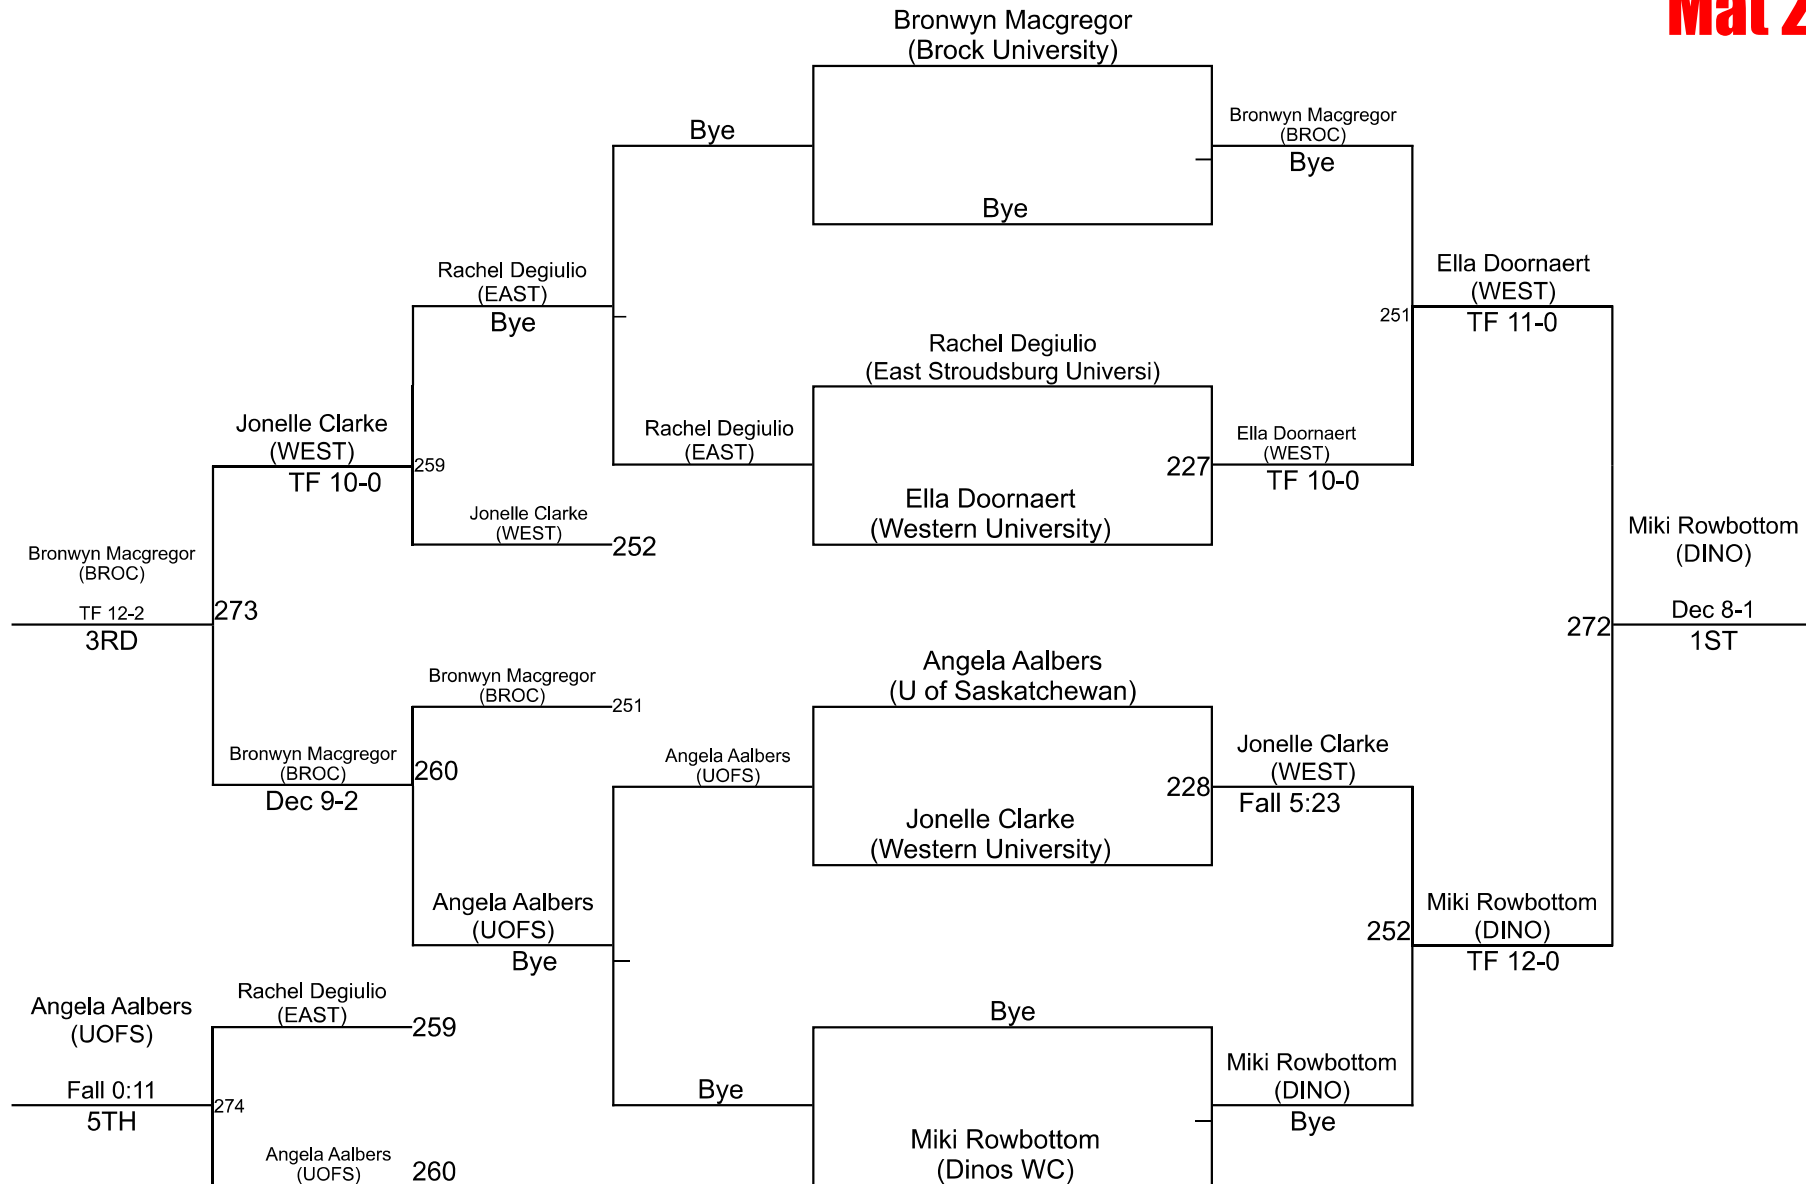 Mat 2
Bronwyn Macgregor
(Brock University)
Bye
Bronwyn Macgregor
(BROC)
Bye
Bye
Rachel Degiulio
(EAST)
Bye
Ella Doornaert
(WEST)
TF 11-0
251
Rachel Degiulio
(East Stroudsburg Universi)
Jonelle Clarke
(WEST)
TF 10-0
259
Rachel Degiulio
(EAST)
227
Ella Doornaert
(WEST)
TF 10-0
Ella Doornaert
(Western University)
Jonelle Clarke
(WEST)
252
Bronwyn Macgregor
(BROC)
TF 12-2
3RD
273
Miki Rowbottom
(DINO)
Dec 8-1
1ST
272
Angela Aalbers
(U of Saskatchewan)
Bronwyn Macgregor
(BROC)
251
Bronwyn Macgregor
(BROC)
Dec 9-2
260
Angela Aalbers
(UOFS)
228
Jonelle Clarke
(WEST)
Fall 5:23
Jonelle Clarke
(Western University)
Angela Aalbers
(UOFS)
Bye
252
Miki Rowbottom
(DINO)
TF 12-0
Angela Aalbers
(UOFS)
Fall 0:11
5TH
Rachel Degiulio
(EAST)
259
274
Bye
Bye
Miki Rowbottom
(DINO)
Bye
Angela Aalbers
(UOFS)
260
Miki Rowbottom
(Dinos WC)